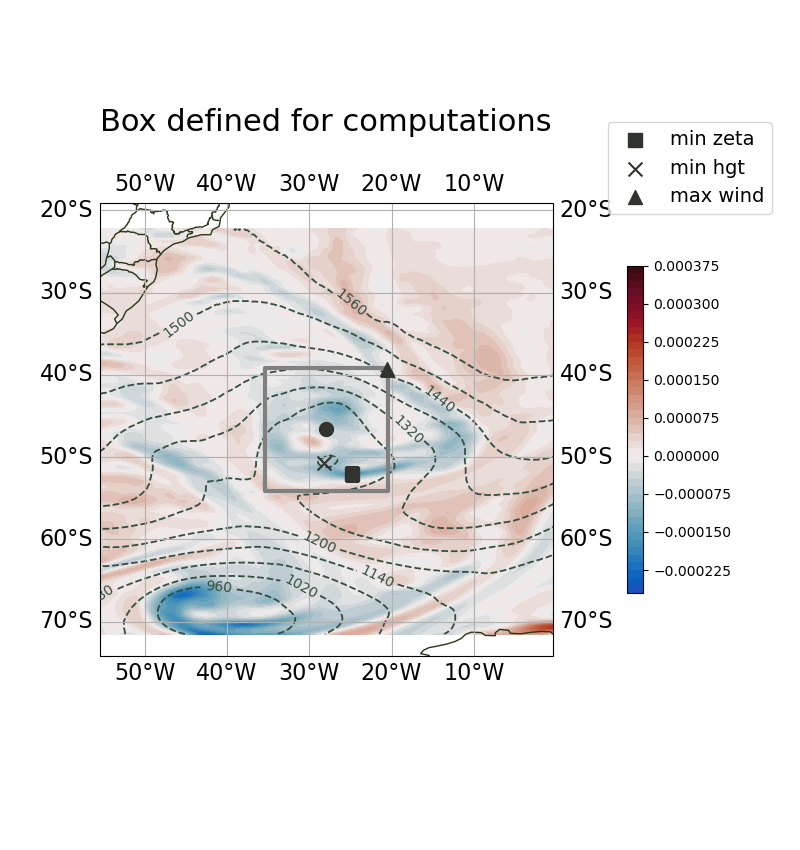 Box defined for computations
min zeta
min hgt
max wind
50°W 40°W 30°W 20°W 10°W
20°S 20°S
30°S 30°S
40°S 40°S
50°S 50°S
60°S 60°S
70°S 70°S
50°W 40°W 30°W 20°W 10°W
1560
1500
1440
1320
1200
1140
1020
960
0.000375
0.000300
0.000225
0.000150
0.000075
0.000000
−0.000075
−0.000150
−0.000225